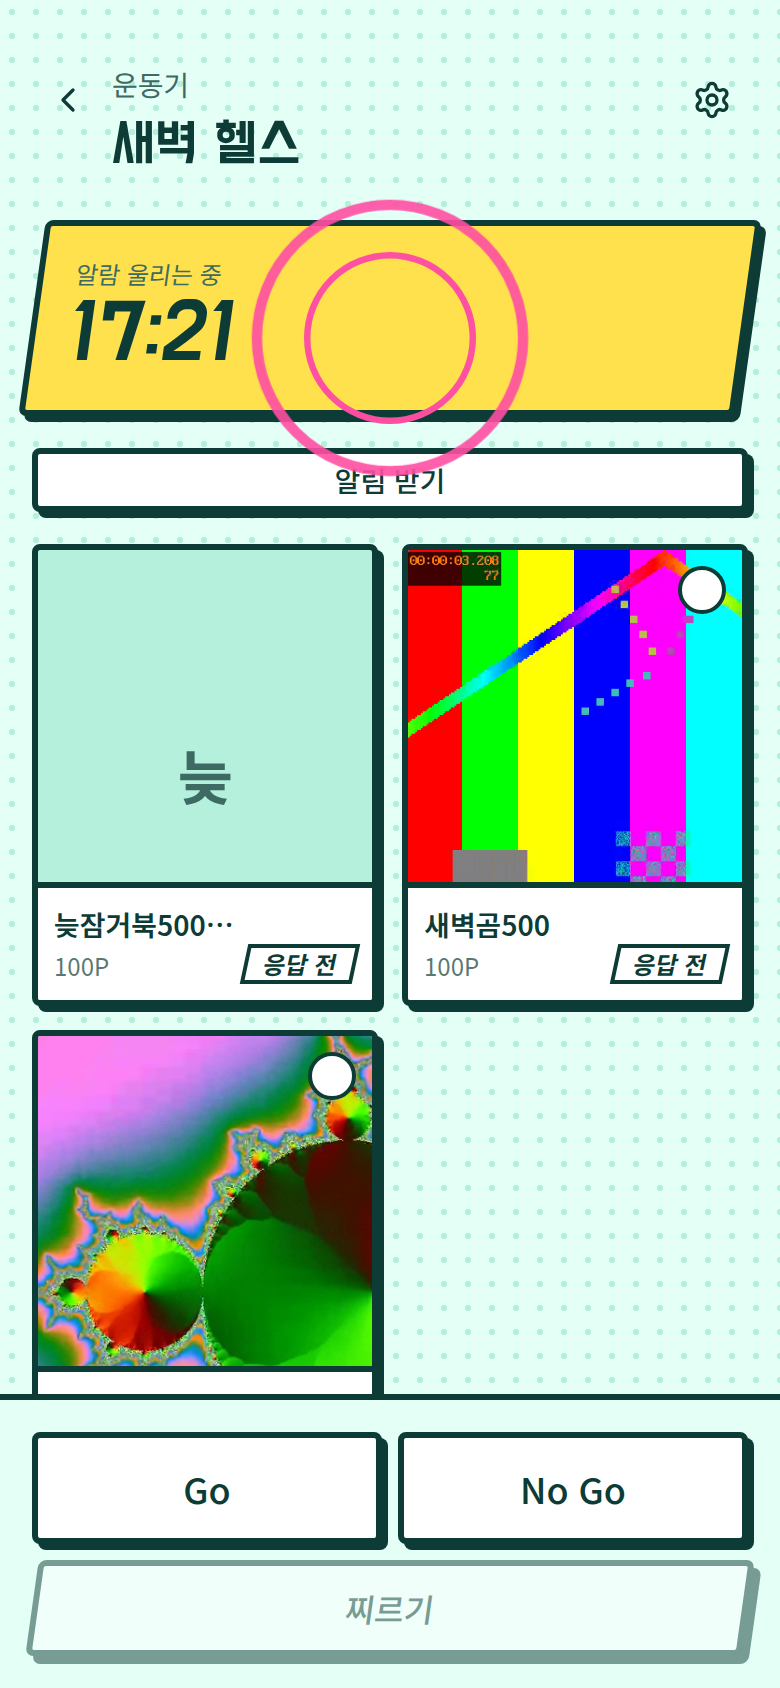 운동기
새벽 헬스
알람 울리는 중
17:21
알림 받기
늦
00:00:03.208
77
늦잠거북500…
100P
응답 전
새벽곰500
100P
응답 전
Go
No Go
찌르기